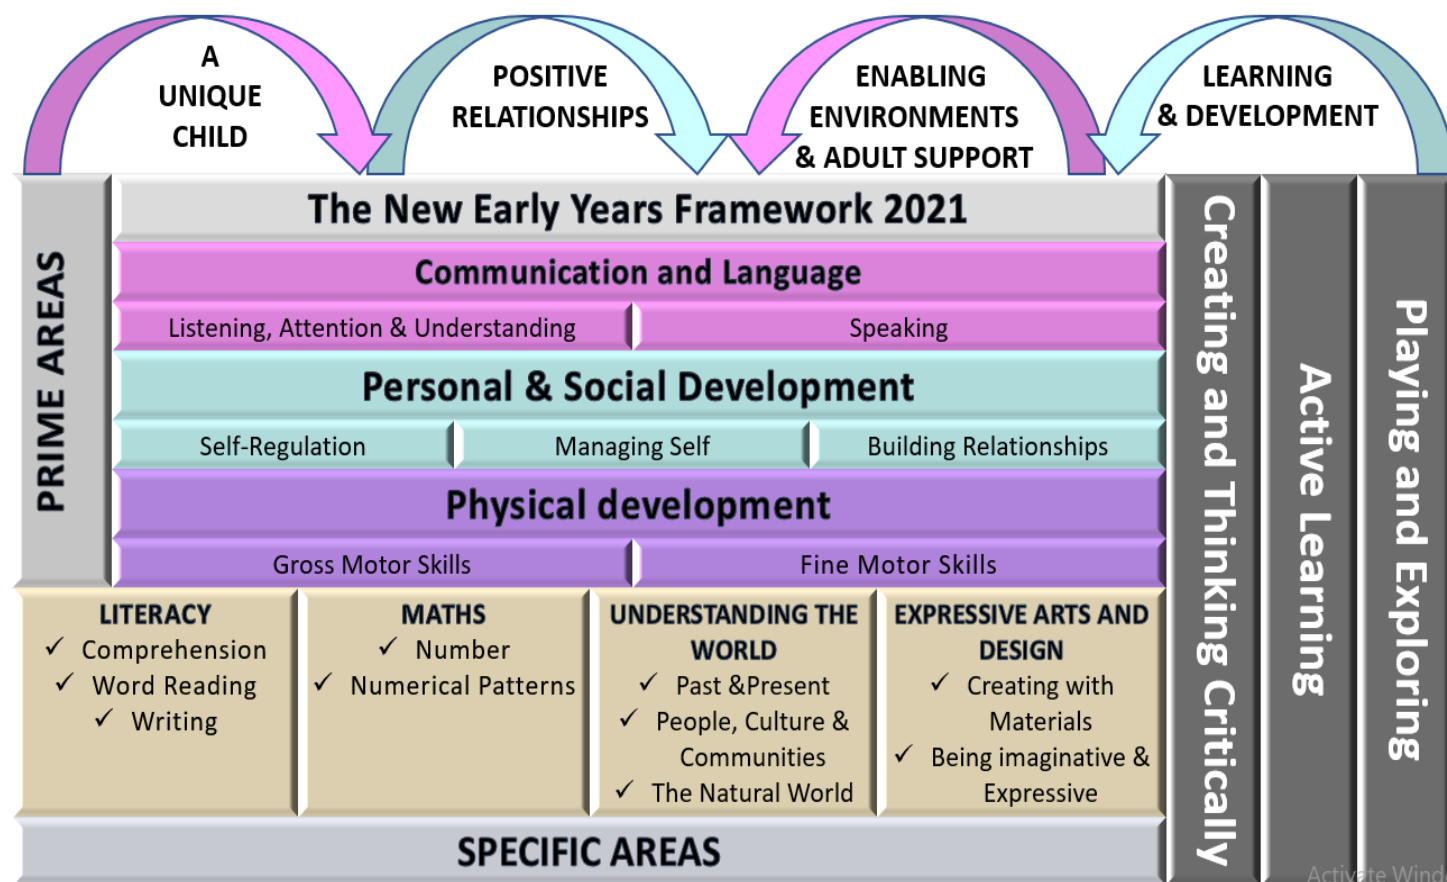 A
UNIQUE
CHILD
POSITIVE
RELATIONSHIPS
ENABLING
ENVIRONMENTS
& ADULT SUPPORT
LEARNING
& DEVELOPMENT
PRIME AREAS
The New Early Years Framework 2021
Communication and Language
Listening, Attention & Understanding
Speaking
Personal & Social Development
Self-Regulation
Managing Self
Building Relationships
Physical development
Gross Motor Skills
Fine Motor Skills
LITERACY
✓ Comprehension
✓ Word Reading
✓ Writing
MATHS
✓ Number
✓ Numerical Patterns
UNDERSTANDING THE
WORLD
✓ Past &Present
✓ People, Culture &
Communities
✓ The Natural World
EXPRESSIVE ARTS AND
DESIGN
✓ Creating with
Materials
✓ Being imaginative &
Expressive
SPECIFIC AREAS
Creating and Thinking Critically
Active Learning
Playing and Exploring
Activate Wind